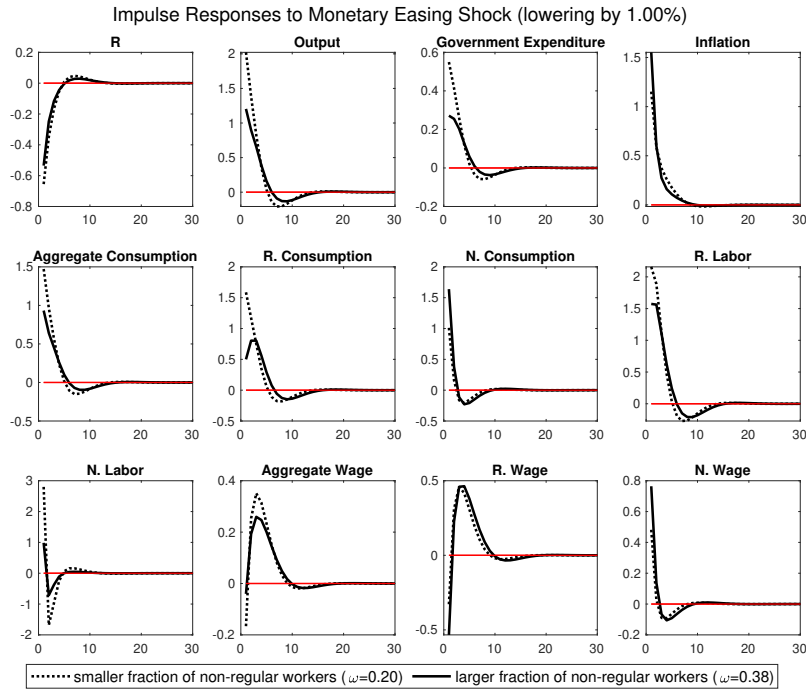 Impulse Responses to Monetary Easing Shock (lowering by 1.00%)
R
0.2
0
-0.2
-0.4
-0.6
-0.8
0 10 20 30
Output
2
1.5
1
0.5
0
0 10 20 30
Government Expenditure
0.6
0.4
0.2
0
-0.2
0 10 20 30
Inflation
1.5
1
0.5
0
0 10 20 30
Aggregate Consumption
1.5
1
0.5
0
-0.5
0 10 20 30
R. Consumption
2
1.5
1
0.5
0
-0.5
0 10 20 30
N. Consumption
2
1.5
1
0.5
0
-0.5
0 10 20 30
R. Labor
2
1.5
1
0.5
0
0 10 20 30
N. Labor
3
2
1
0
-1
-2
0 10 20 30
Aggregate Wage
0.4
0.2
0
0.2
0 10 20 30
R. Wage
0.5
0
-0.5
0 10 20 30
N. Wage
0.8
0.6
0.4
0.2
0
0.2
0 10 20 30
smaller fraction of non-regular workers ( ω=0.20) larger fraction of non-regular workers ( ω=0.38)